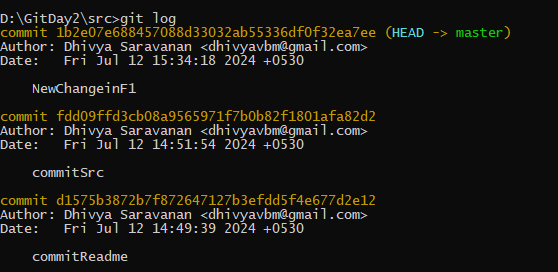 D:\GitDay2\src>git log
commit 1b2e07e688457088d33032ab55336df0f32ea7ee (HEAD -> master)
Author: Dhivya Saravanan <dhivyavbm@gmail.com>
Date:   Fri Jul 12 15:34:18 2024 +0530
    NewChangeinF1
commit fdd09ffd3cb08a9565971f7b0b82f1801afa82d2
Author: Dhivya Saravanan <dhivyavbm@gmail.com>
Date:   Fri Jul 12 14:51:54 2024 +0530
    commitSrc
commit d1575b3872b7f872647127b3efdd5f4e677d2e12
Author: Dhivya Saravanan <dhivyavbm@gmail.com>
Date:   Fri Jul 12 14:49:39 2024 +0530
    commitReadme